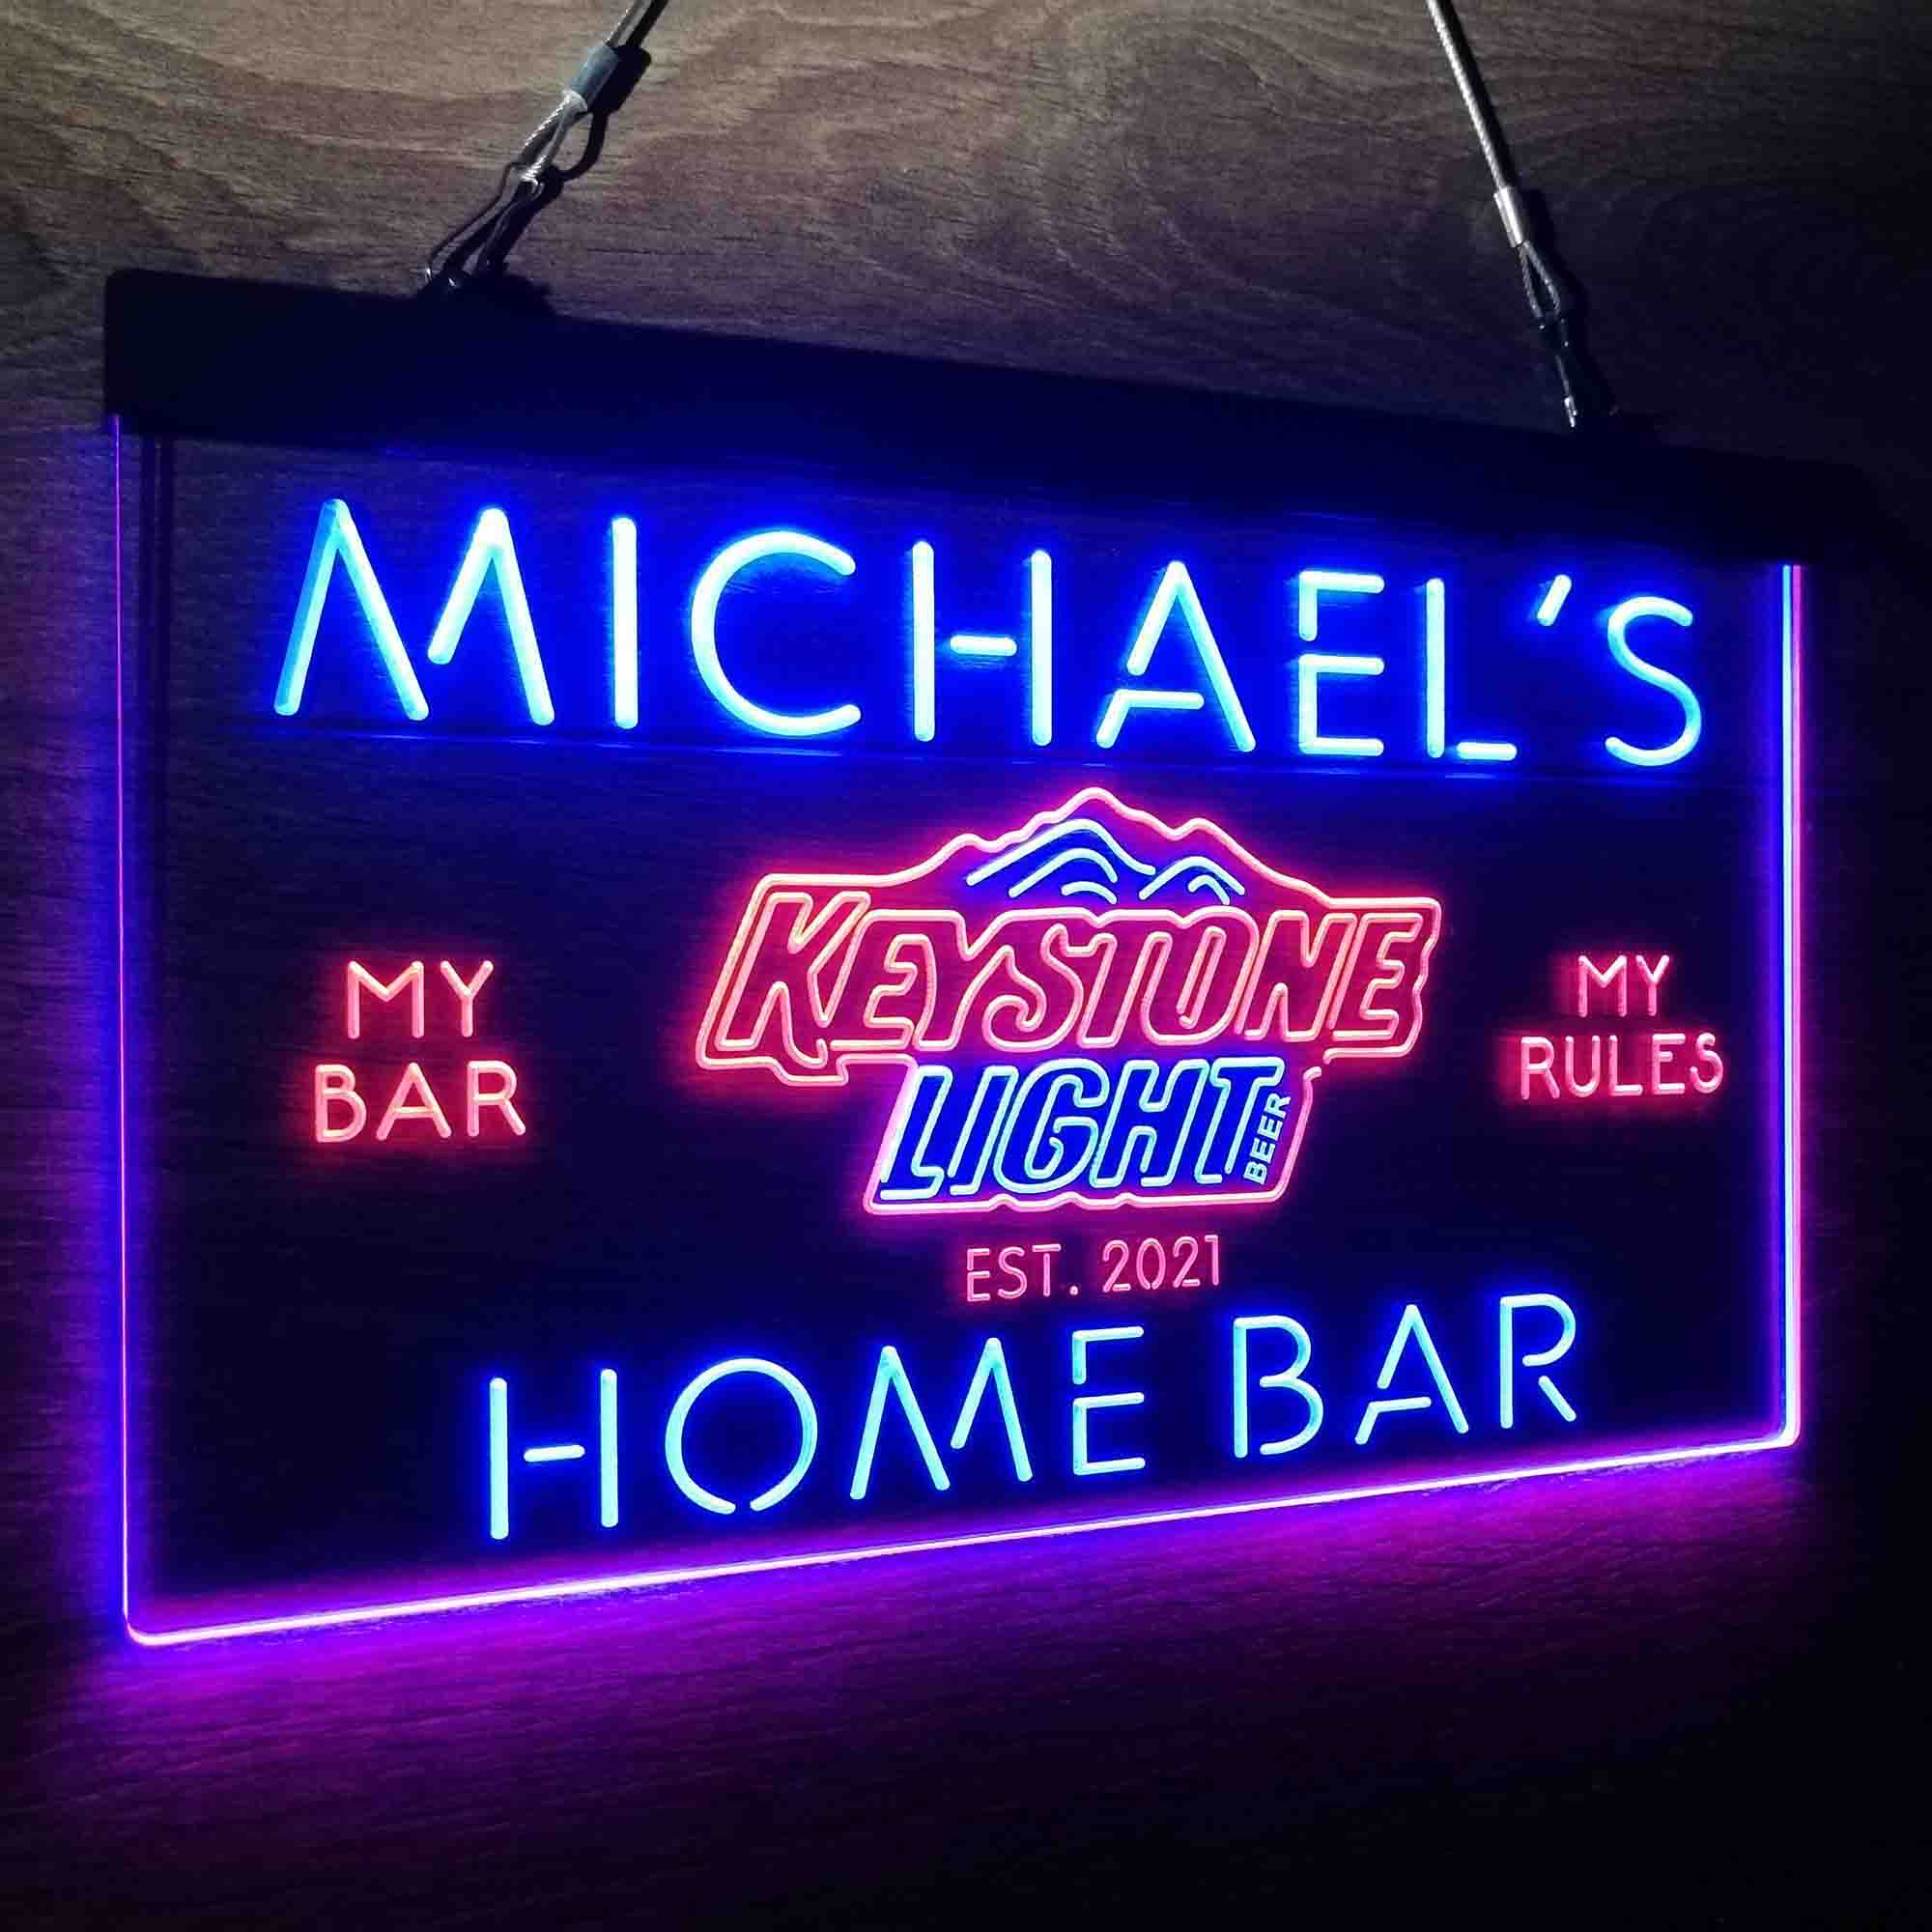 MICHAEL'S
MY
BAR
KEYSTONE
LIGHT
BEER
MY
RULES
EST. 2021
HOME BAR